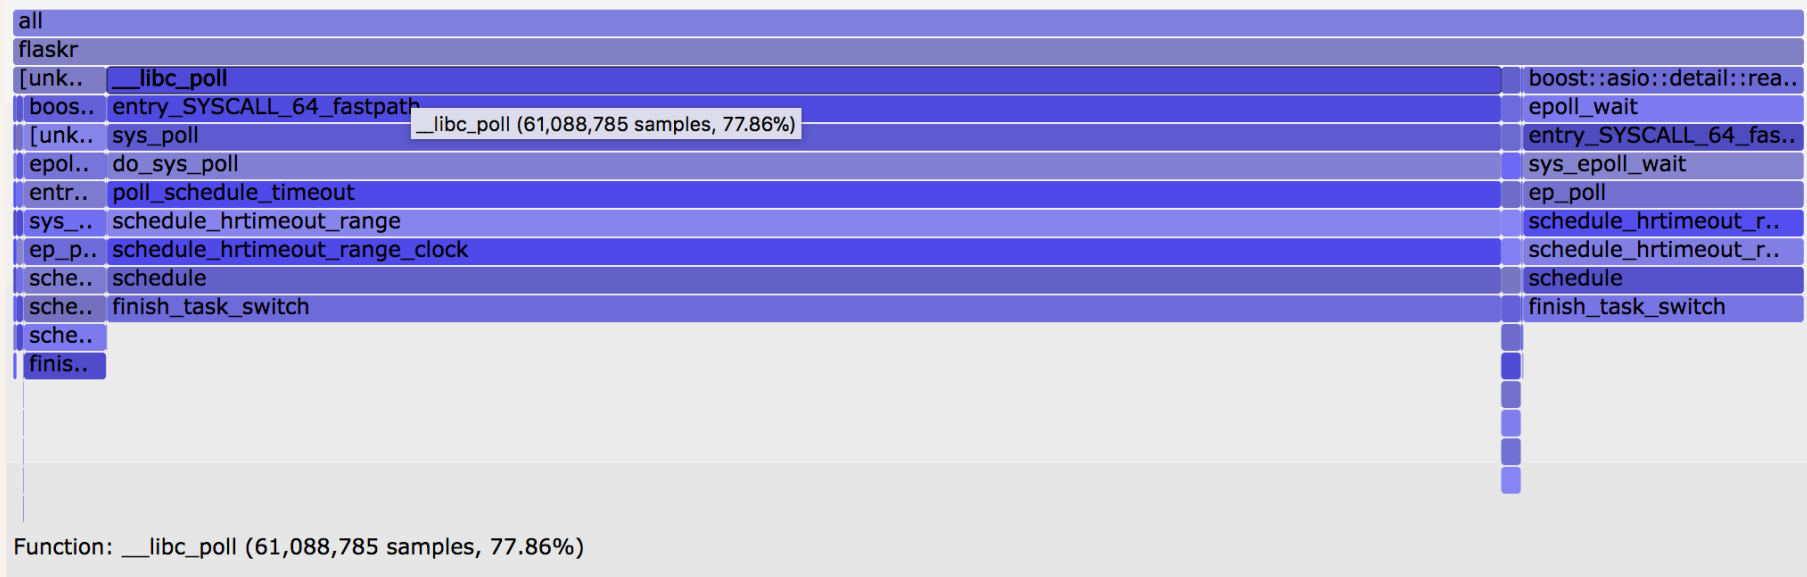 all
flaskr
[unk.. __libc_poll boost::asio::detail::rea..
boos.. entry_SYSCALL_64_fastpath epoll_wait
__libc_poll (61,088,785 samples, 77.86%)
[unk.. sys_poll entry_SYSCALL_64_fas..
epol.. do_sys_poll sys_epoll_wait
entr.. poll_schedule_timeout ep_poll
sys_.. schedule_hrtimeout_range schedule_hrtimeout_r..
ep_p.. schedule_hrtimeout_range_clock schedule_hrtimeout_r..
sche.. schedule schedule
sche.. finish_task_switch finish_task_switch
sche..
finis..
Function: __libc_poll (61,088,785 samples, 77.86%)